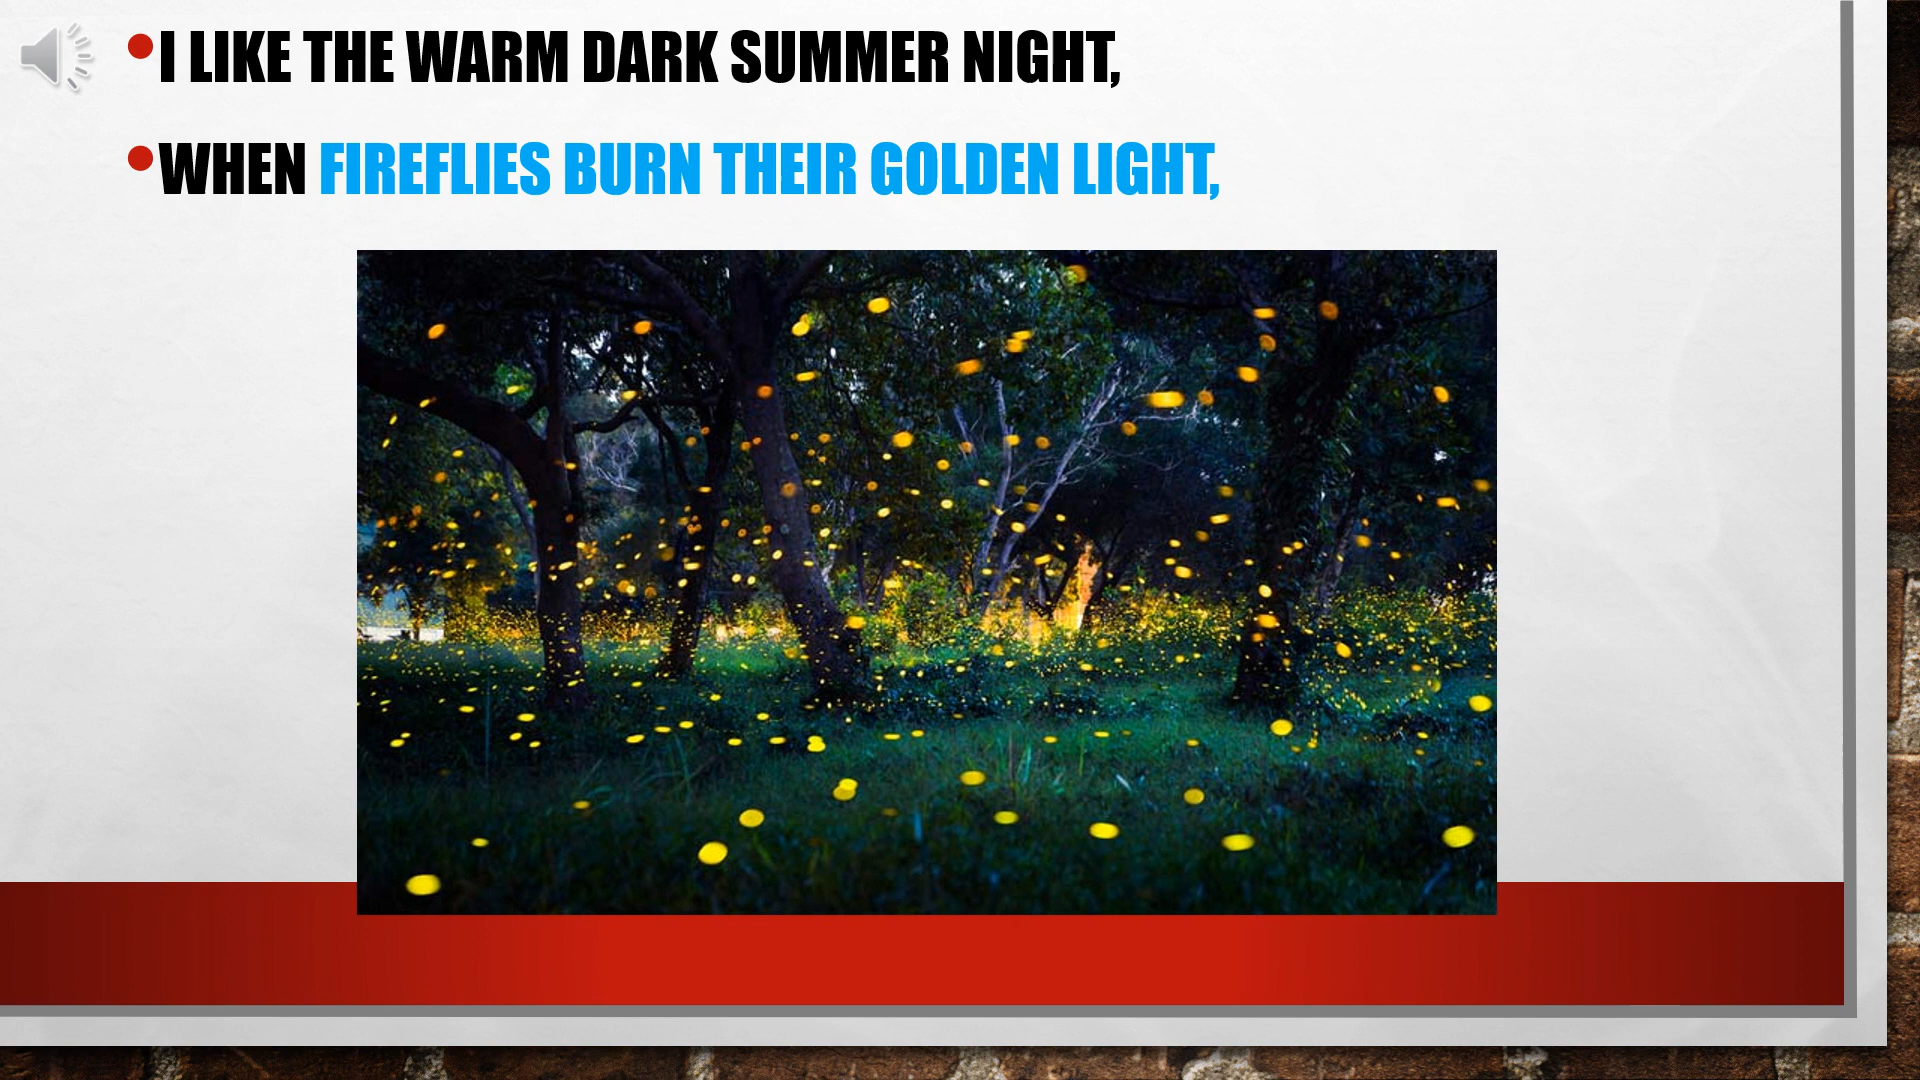 •I LIKE THE WARM DARK SUMMER NIGHT,
•WHEN FIREFLIES BURN THEIR GOLDEN LIGHT,